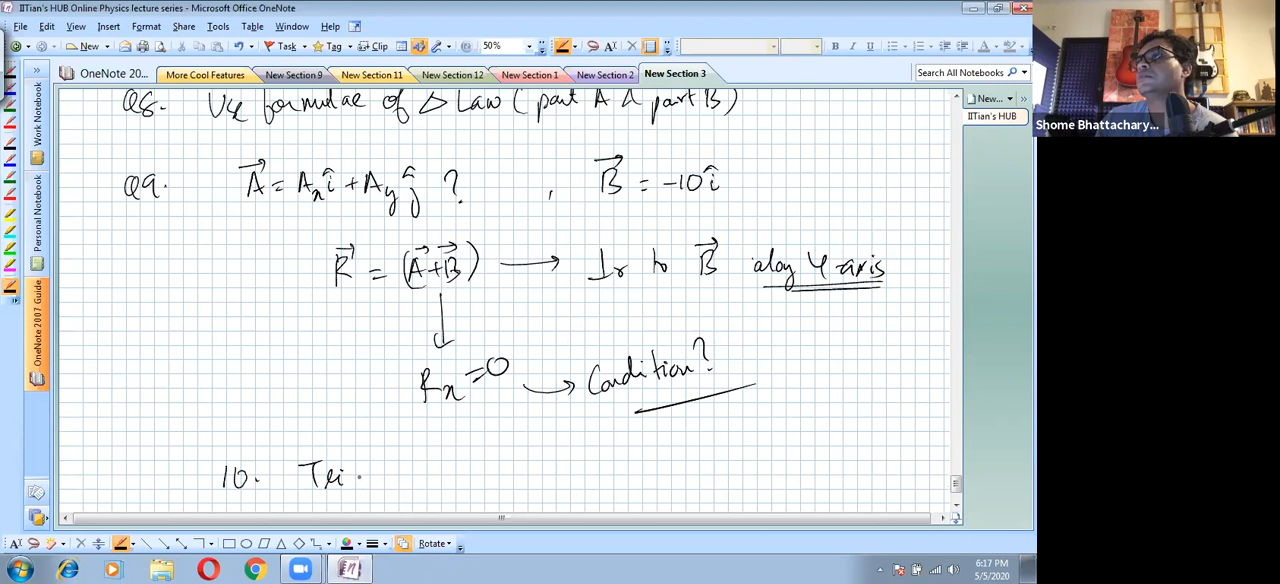 IITian's HUB Online Physics lecture series - Microsoft Office OneNote
File Edit View Insert Format Share Tools Table Window Help
New Task Tag Clip 50% B I U
OneNote 20... More Cool Features New Section 9 New Section 11 New Section 12 New Section 1 New Section 2 New Section 3 Search All Notebooks
New...
IITian's HUB
Shome Bhattachary...
Work Notebook
Personal Notebook
OneNote 2007 Guide
Q8. Use formulae of △ Law (part A & part B)
Q9. A⃗ = Aₓî + Aᵧĵ ? , B⃗ = -10î
R⃗ = (A⃗+B⃗) → ⊥r to B⃗ along Y axis
Rₓ = 0 → Condition?
10. Tri
Rotate
6:17 PM
5/5/2020